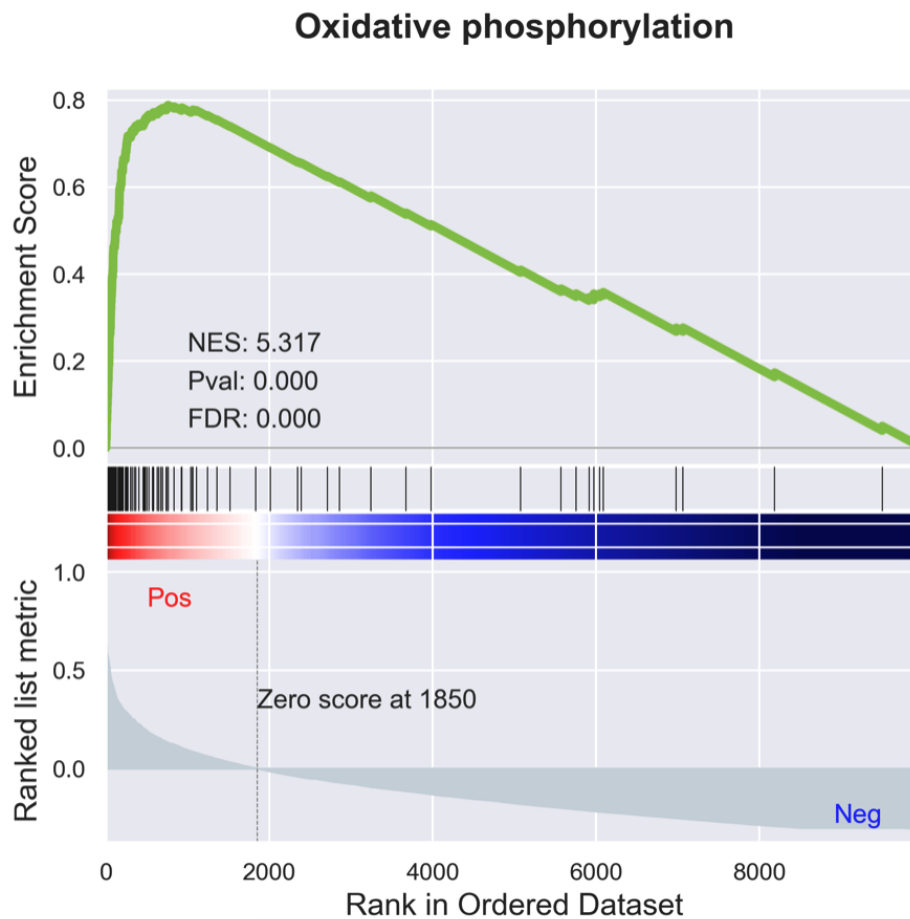 Oxidative phosphorylation
Enrichment Score
0.8
0.6
0.4
0.2
0.0
NES: 5.317
Pval: 0.000
FDR: 0.000
Ranked list metric
1.0
0.5
0.0
Pos
Zero score at 1850
Neg
0 2000 4000 6000 8000
Rank in Ordered Dataset